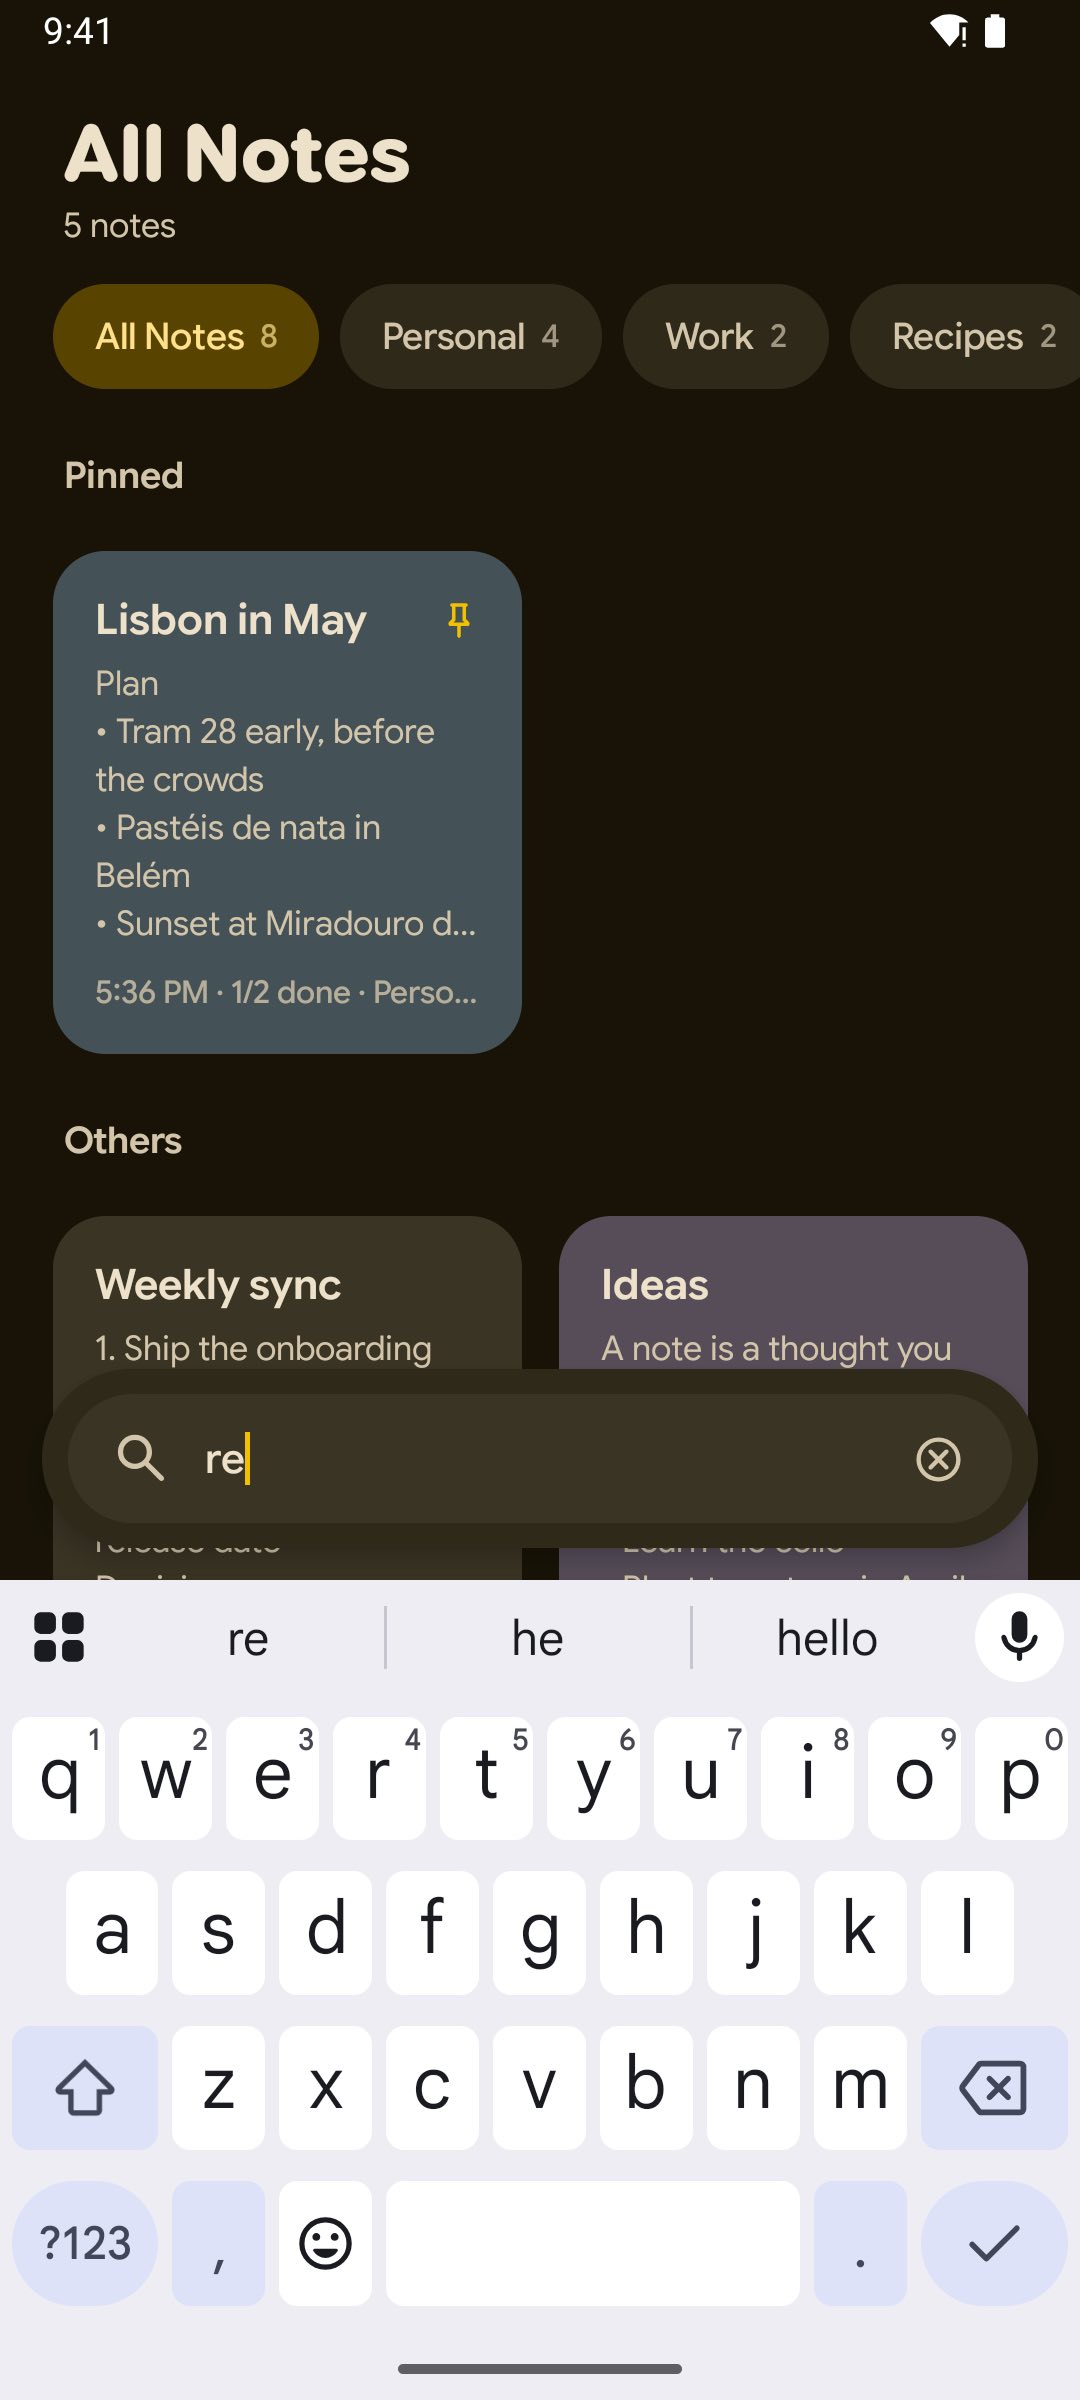 9:41
All Notes
5 notes
All Notes 8
Personal 4
Work 2
Recipes 2
Pinned
Lisbon in May
Plan
• Tram 28 early, before
the crowds
• Pastéis de nata in
Belém
• Sunset at Miradouro d...
5:36 PM · 1/2 done · Perso...
Others
Weekly sync
1. Ship the onboarding
Ideas
A note is a thought you
re
re he hello
q 1 w 2 e 3 r 4 t 5 y 6 u 7 i 8 o 9 p 0
a s d f g h j k l
z x c v b n m
?123 , .